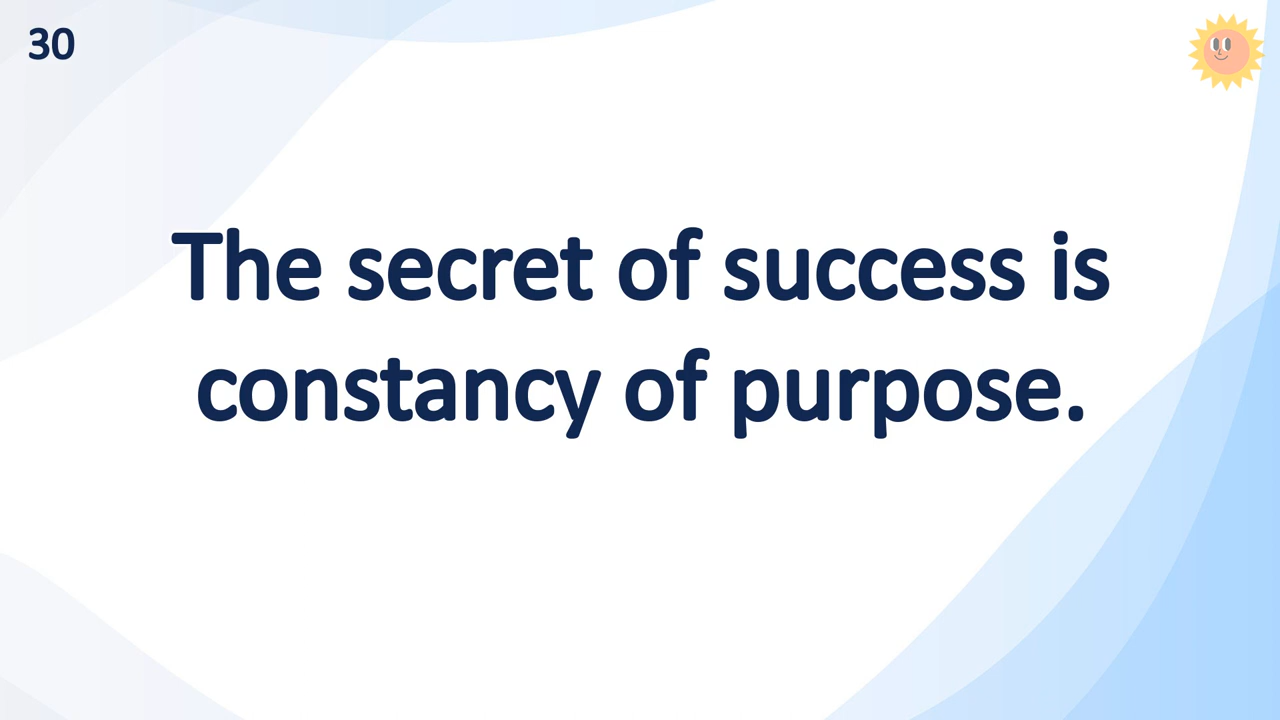 30
The secret of success is
constancy of purpose.